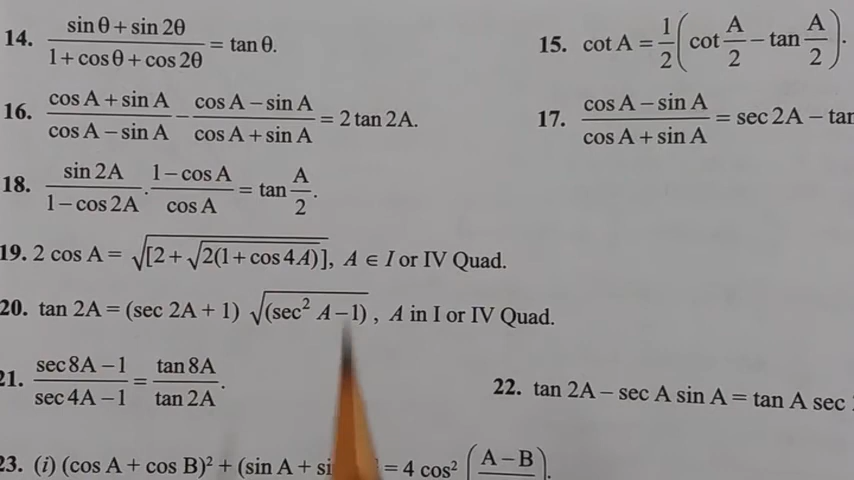 14. (sin θ + sin 2θ)/(1 + cos θ + cos 2θ) = tan θ.
15. cot A = 1/2 (cot A/2 − tan A/2).
16. (cos A + sin A)/(cos A − sin A) − (cos A − sin A)/(cos A + sin A) = 2 tan 2A.
17. (cos A − sin A)/(cos A + sin A) = sec 2A −
18. (sin 2A)/(1 − cos 2A) . (1 − cos A)/(cos A) = tan A/2.
19. 2 cos A = √[2 + √2(1 + cos 4A)], A ∈ I or IV Quad.
20. tan 2A = (sec 2A + 1) √(sec² A − 1), A in I or IV Quad.
21. (sec 8A − 1)/(sec 4A − 1) = (tan 8A)/(tan 2A).
22. tan 2A − sec A sin A = tan A sec
23. (i) (cos A + cos B)² + (sin A + = 4 cos² (A − B).